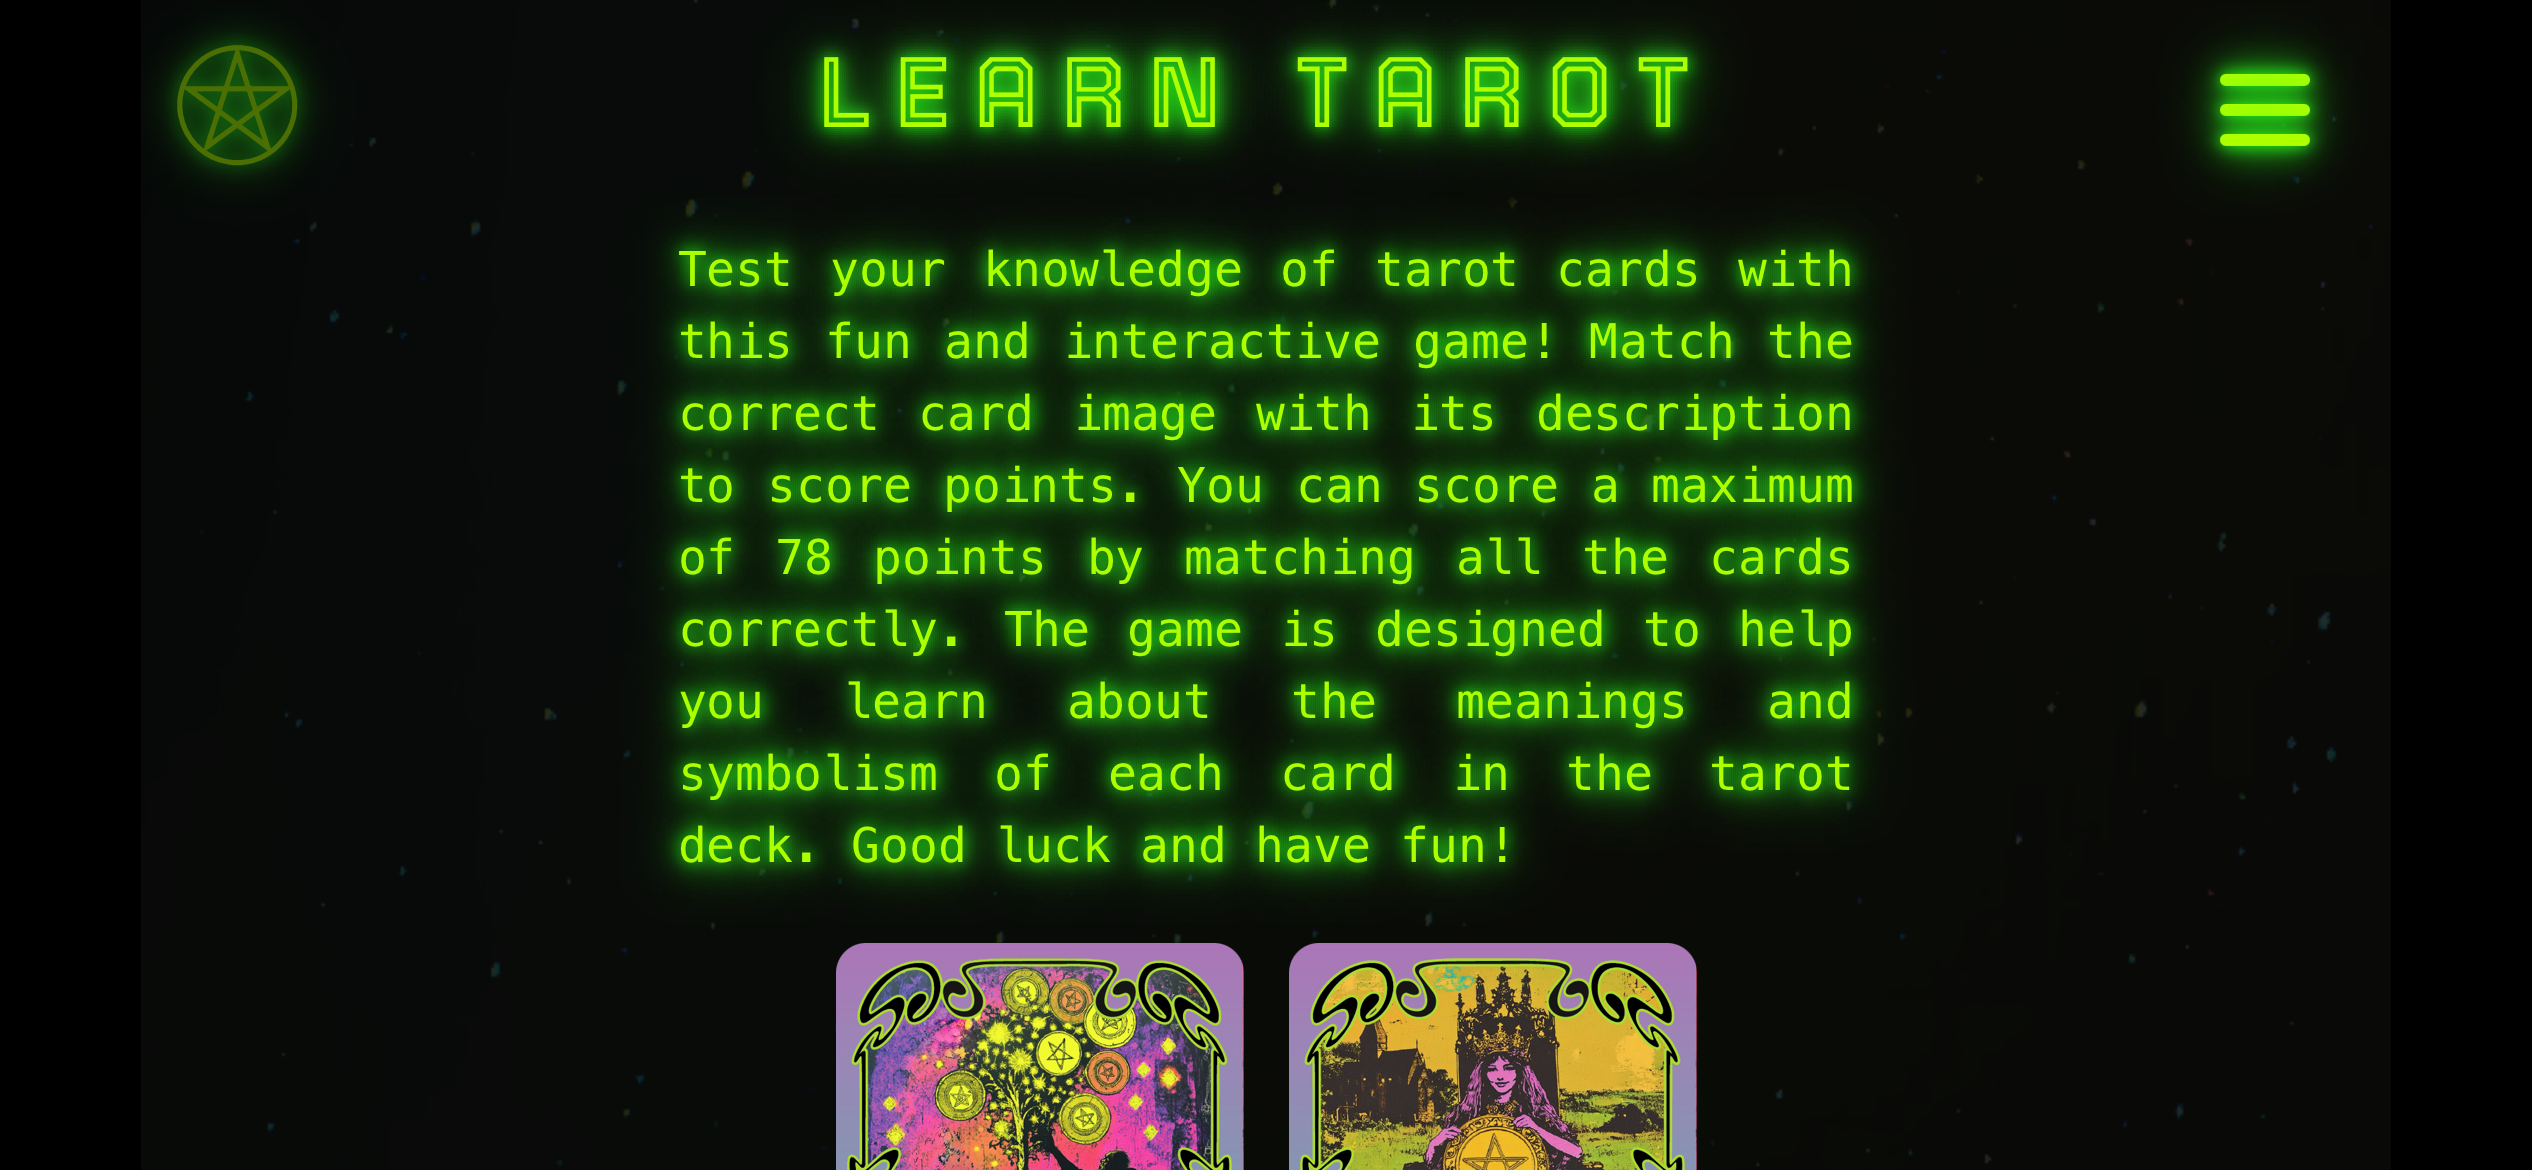 LEARN TAROT
Test your knowledge of tarot cards with
this fun and interactive game! Match the
correct card image with its description
to score points. You can score a maximum
of 78 points by matching all the cards
correctly. The game is designed to help
you learn about the meanings and
symbolism of each card in the tarot
deck. Good luck and have fun!